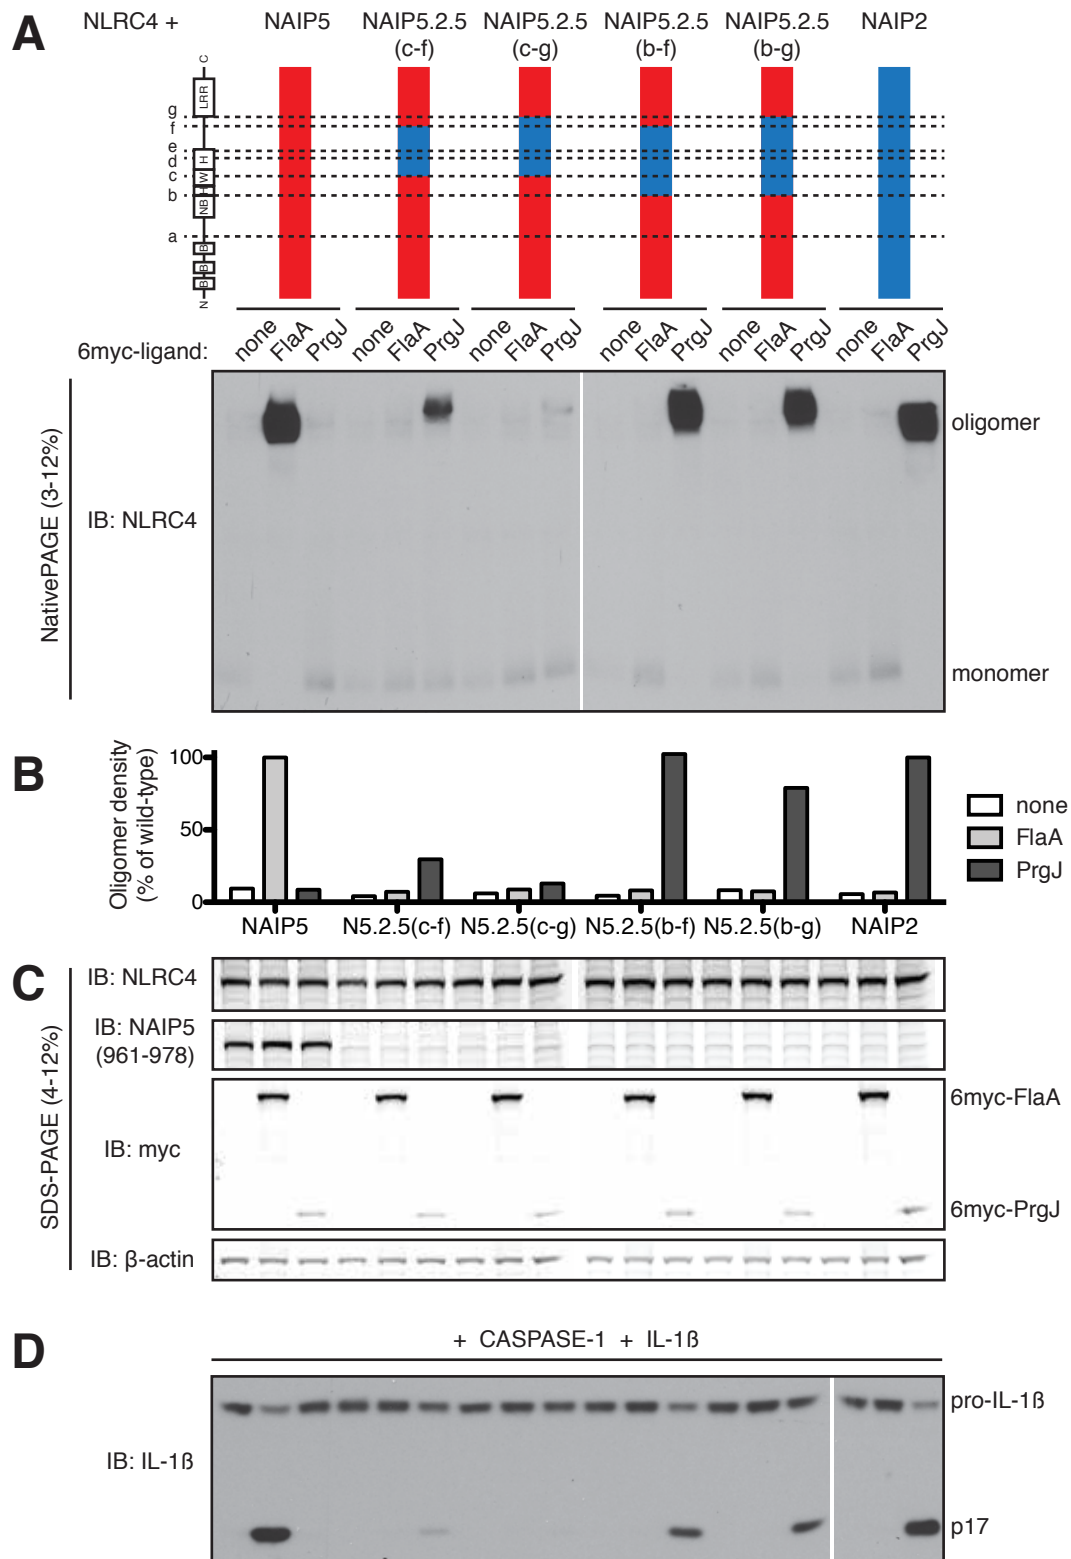 A
NLRC4 +
NAIP5
NAIP5.2.5
(c-f)
NAIP5.2.5
(c-g)
NAIP5.2.5
(b-f)
NAIP5.2.5
(b-g)
NAIP2
C
LRR
H
W
H
NB
B
B
B
N
g
f
e
d
c
b
a
6myc-ligand:
none FlaA PrgJ none FlaA PrgJ none FlaA PrgJ none FlaA PrgJ none FlaA PrgJ none FlaA PrgJ
NativePAGE (3-12%)
IB: NLRC4
oligomer
monomer
B
Oligomer density
(% of wild-type)
100
50
0
NAIP5 N5.2.5(c-f) N5.2.5(c-g) N5.2.5(b-f) N5.2.5(b-g) NAIP2
none
FlaA
PrgJ
C
SDS-PAGE (4-12%)
IB: NLRC4
IB: NAIP5
(961-978)
IB: myc
6myc-FlaA
6myc-PrgJ
IB: β-actin
D
+ CASPASE-1 + IL-1ß
IB: IL-1ß
pro-IL-1ß
p17